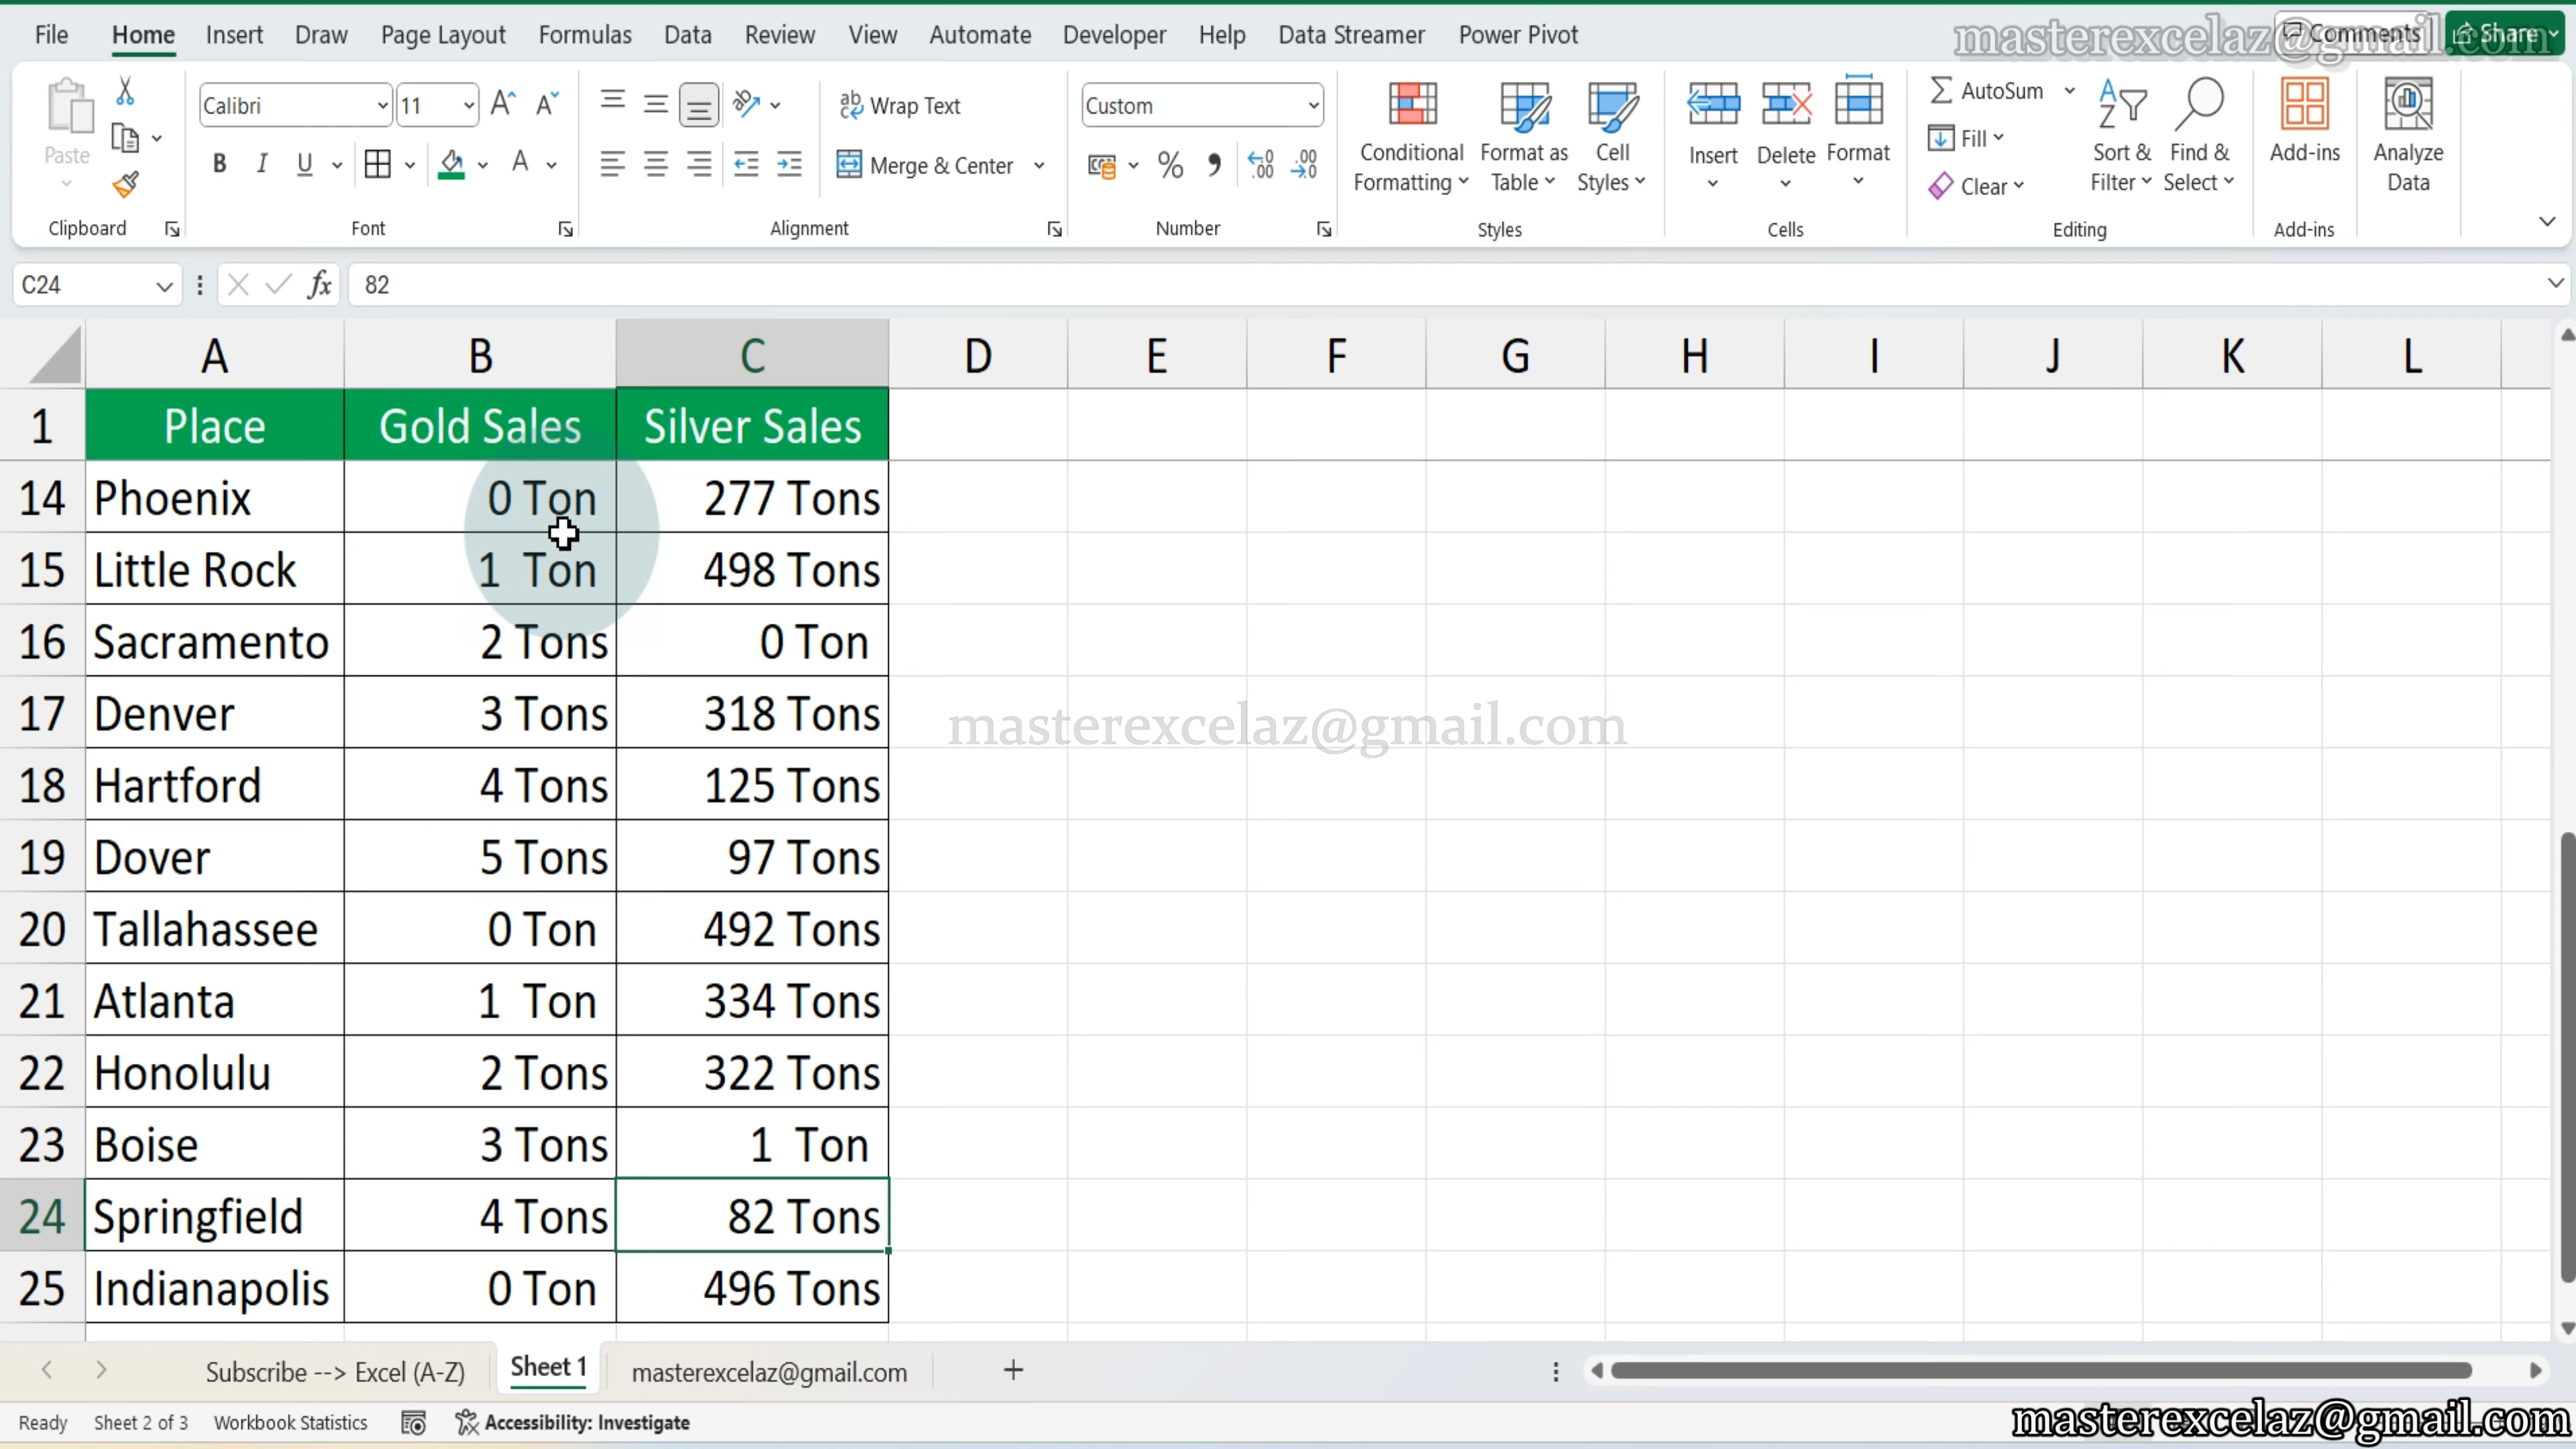 File Home Insert Draw Page Layout Formulas Data Review View Automate Developer Help Data Streamer Power Pivot Comments Share
masterexcelaz@gmail.com
Calibri 11 Wrap Text Custom AutoSum
Paste B I U A Merge & Center % Conditional Formatting Format as Table Cell Styles Insert Delete Format Fill Clear Sort & Filter Find & Select Add-ins Analyze Data
Clipboard Font Alignment Number Styles Cells Editing Add-ins
C24 fx 82
A B C D E F G H I J K L
1 Place Gold Sales Silver Sales
14 Phoenix 0 Ton 277 Tons
15 Little Rock 1 Ton 498 Tons
16 Sacramento 2 Tons 0 Ton
17 Denver 3 Tons 318 Tons
masterexcelaz@gmail.com
18 Hartford 4 Tons 125 Tons
19 Dover 5 Tons 97 Tons
20 Tallahassee 0 Ton 492 Tons
21 Atlanta 1 Ton 334 Tons
22 Honolulu 2 Tons 322 Tons
23 Boise 3 Tons 1 Ton
24 Springfield 4 Tons 82 Tons
25 Indianapolis 0 Ton 496 Tons
Subscribe --> Excel (A-Z) Sheet 1 masterexcelaz@gmail.com
Ready Sheet 2 of 3 Workbook Statistics Accessibility: Investigate
masterexcelaz@gmail.com